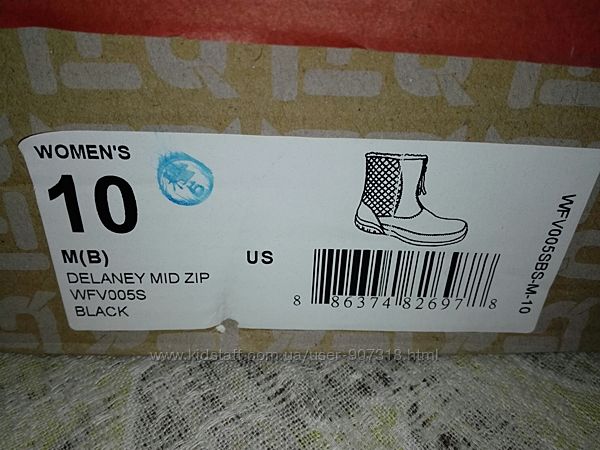 WOMEN'S
10
M(B)
US
DELANEY MID ZIP
WFV005S
BLACK
8 86374 82697 8
WFV005SBS-M-10
www.kidstaff.com.ua/user-907318.html